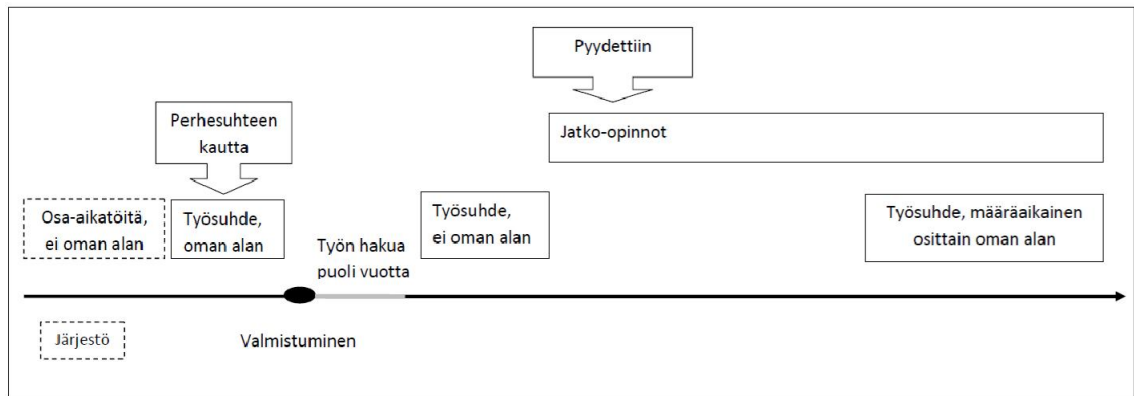 Pyydettiin
Perhesuhteen
kautta
Jatko-opinnot
Osa-aikatöitä,
ei oman alan
Työsuhde,
oman alan
Työn hakua
puoli vuotta
Työsuhde,
ei oman alan
Työsuhde, määräaikainen
osittain oman alan
Järjestö
Valmistuminen